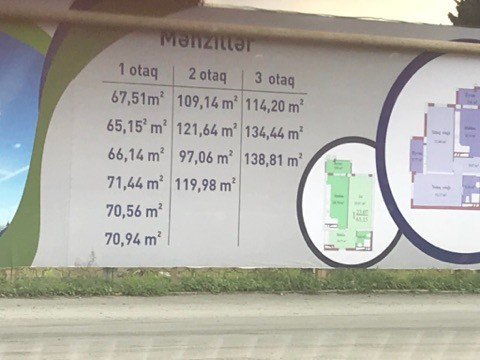 Mənzillər
1 otaq 2 otaq 3 otaq
67,51m² 109,14 m² 114,20 m²
65,15² m² 121,64 m² 134,44 m²
66,14 m² 97,06 m² 138,81 m²
71,44 m² 119,98 m²
70,56 m²
70,94 m²